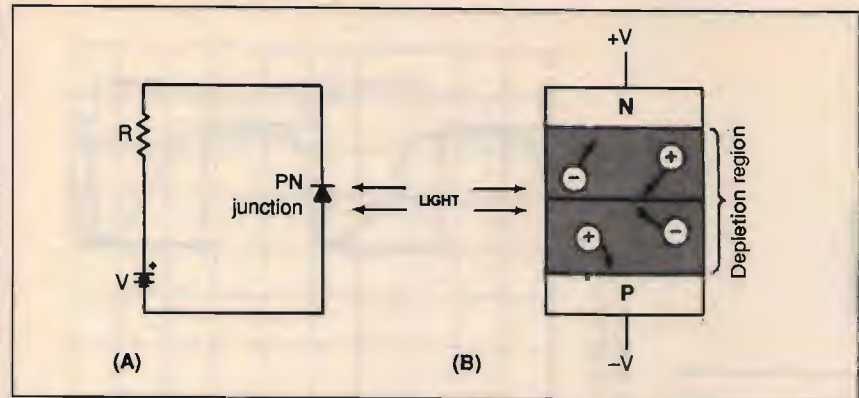 +V
N
R
PN
junction
LIGHT
+
−
Depletion region
+
−
V
+
P
(A)
(B)
−V